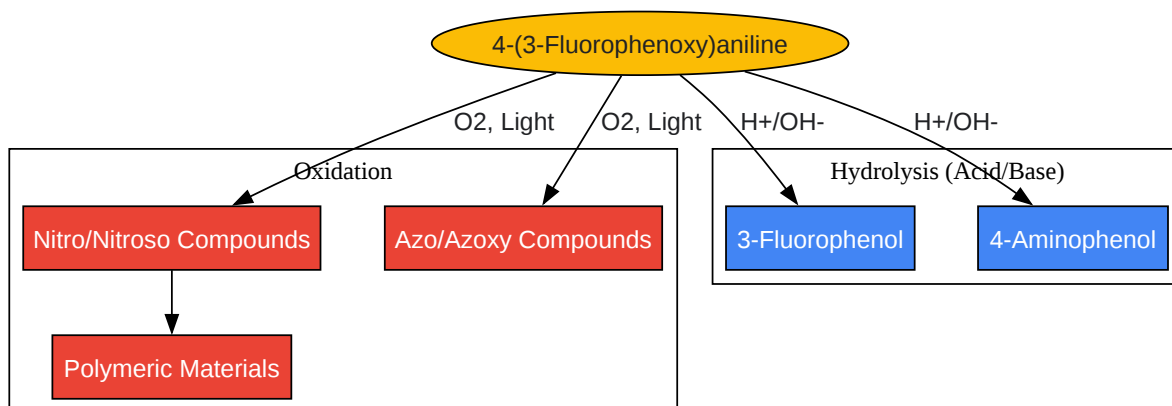 4-(3-Fluorophenoxy)aniline
O2, Light
O2, Light
H+/OH-
H+/OH-
Oxidation
Hydrolysis (Acid/Base)
Nitro/Nitroso Compounds
Azo/Azoxy Compounds
3-Fluorophenol
4-Aminophenol
Polymeric Materials